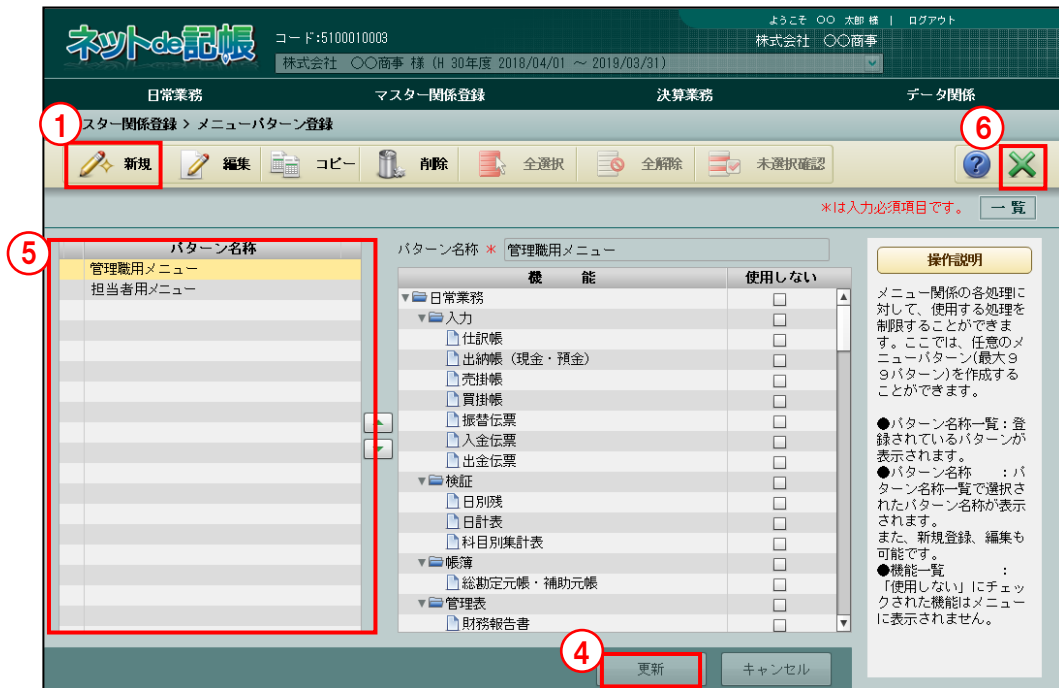 ようこそ 〇〇 太郎 様 | ログアウト
ネットde記帳
コード:5100010003
株式会社 〇〇商事
株式会社 〇〇商事 様 (H 30年度 2018/04/01 ～ 2019/03/31)
日常業務 マスター関係登録 決算業務 データ関係
1
スター関係登録 > メニューパターン登録
6
新規 編集 コピー 削除 全選択 全解除 未選択確認 ?
*は入力必須項目です。 一覧
5
パターン名称
管理職用メニュー
担当者用メニュー
パターン名称 * 管理職用メニュー
機 能 使用しない
日常業務
入力
仕訳帳
出納帳 (現金・預金)
売掛帳
買掛帳
振替伝票
入金伝票
出金伝票
検証
日別残
日計表
科目別集計表
帳簿
総勘定元帳・補助元帳
管理表
財務報告書
操作説明
メニュー関係の各処理に
対して、使用する処理を
制限することができま
す。ここでは、任意のメ
ニューパターン(最大9
9パターン)を作成する
ことができます。
●パターン名称一覧：登
録されているパターンが
表示されます。
●パターン名称 ：パ
ターン名称一覧で選択さ
れたパターン名称が表示
されます。
また、新規登録、編集も
可能です。
●機能一覧 ：
「使用しない」にチェッ
クされた機能はメニュー
に表示されません。
4
更新 キャンセル